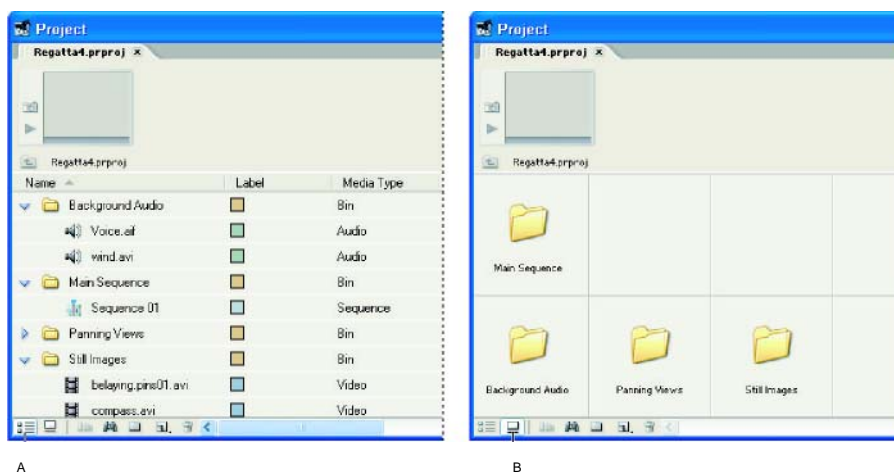 Project
Regatta4.prproj ×
Regatta4.prproj
Name Label Media Type
Background Audio Bin
Voice.aif Audio
wind.avi Audio
Main Sequence Bin
Sequence 01 Sequence
Panning Views Bin
Still Images Bin
belaying.pins01.avi Video
compass.avi Video
A
Project
Regatta4.prproj ×
Regatta4.prproj
Main Sequence
Background Audio Panning Views Still Images
B